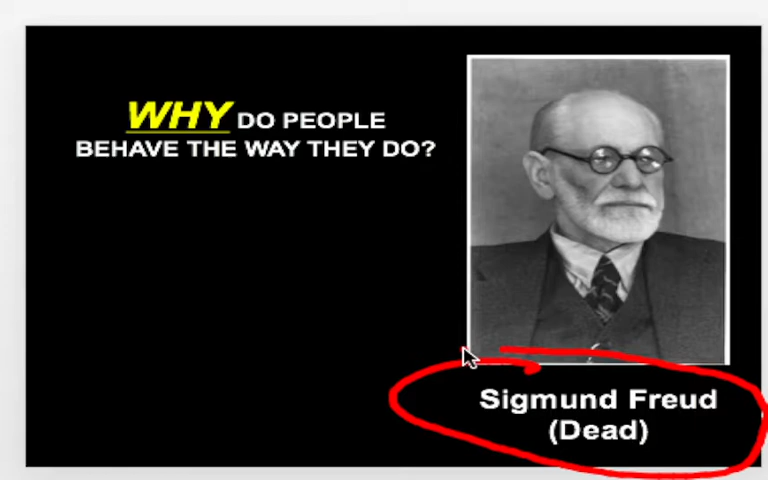 WHY DO PEOPLE
BEHAVE THE WAY THEY DO?
Sigmund Freud
(Dead)